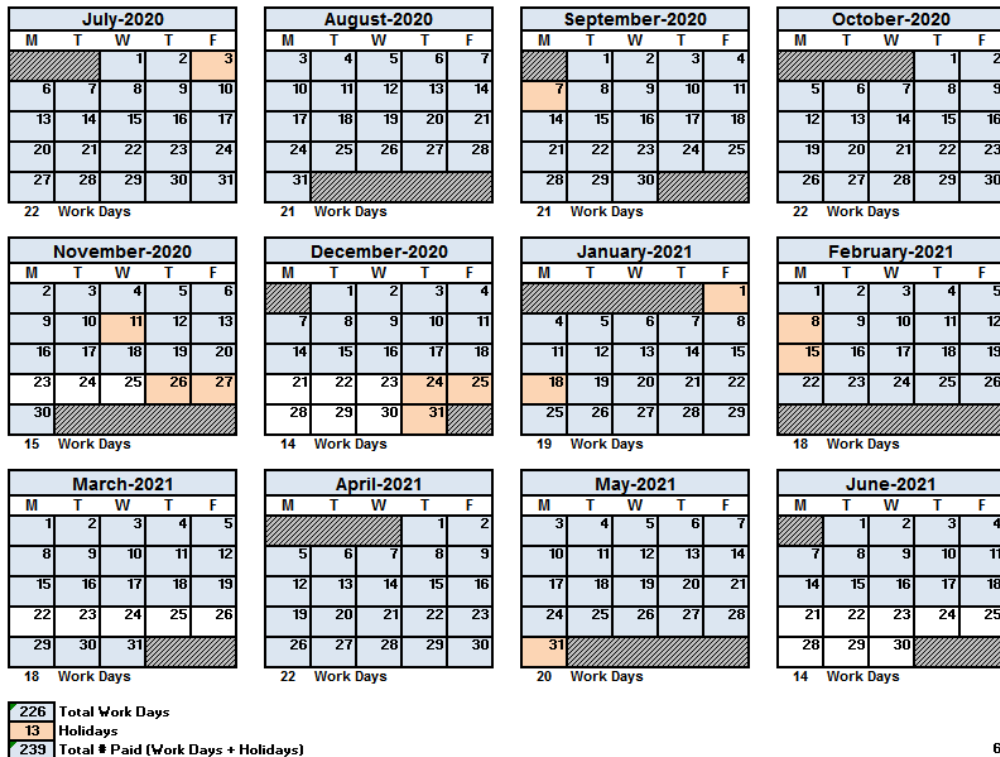 July-2020 August-2020 September-2020 October-2020
M T W T F M T W T F M T W T F M T W T F
1 2 3 3 4 5 6 7 1 2 3 4 1 2
6 7 8 9 10 10 11 12 13 14 7 8 9 10 11 5 6 7 8 9
13 14 15 16 17 17 18 19 20 21 14 15 16 17 18 12 13 14 15 16
20 21 22 23 24 24 25 26 27 28 21 22 23 24 25 19 20 21 22 23
27 28 29 30 31 31 28 29 30 26 27 28 29 30
22 Work Days 21 Work Days 21 Work Days 22 Work Days
November-2020 December-2020 January-2021 February-2021
M T W T F M T W T F M T W T F M T W T F
2 3 4 5 6 1 2 3 4 1 1 2 3 4 5
9 10 11 12 13 7 8 9 10 11 4 5 6 7 8 8 9 10 11 12
16 17 18 19 20 14 15 16 17 18 11 12 13 14 15 15 16 17 18 19
23 24 25 26 27 21 22 23 24 25 18 19 20 21 22 22 23 24 25 26
30 28 29 30 31 25 26 27 28 29
15 Work Days 14 Work Days 19 Work Days 18 Work Days
March-2021 April-2021 May-2021 June-2021
M T W T F M T W T F M T W T F M T W T F
1 2 3 4 5 1 2 3 4 5 6 7 1 2 3 4
8 9 10 11 12 5 6 7 8 9 10 11 12 13 14 7 8 9 10 11
15 16 17 18 19 12 13 14 15 16 17 18 19 20 21 14 15 16 17 18
22 23 24 25 26 19 20 21 22 23 24 25 26 27 28 21 22 23 24 25
29 30 31 26 27 28 29 30 31 28 29 30
18 Work Days 22 Work Days 20 Work Days 14 Work Days
226 Total Work Days
13 Holidays
239 Total # Paid (Work Days + Holidays)
6